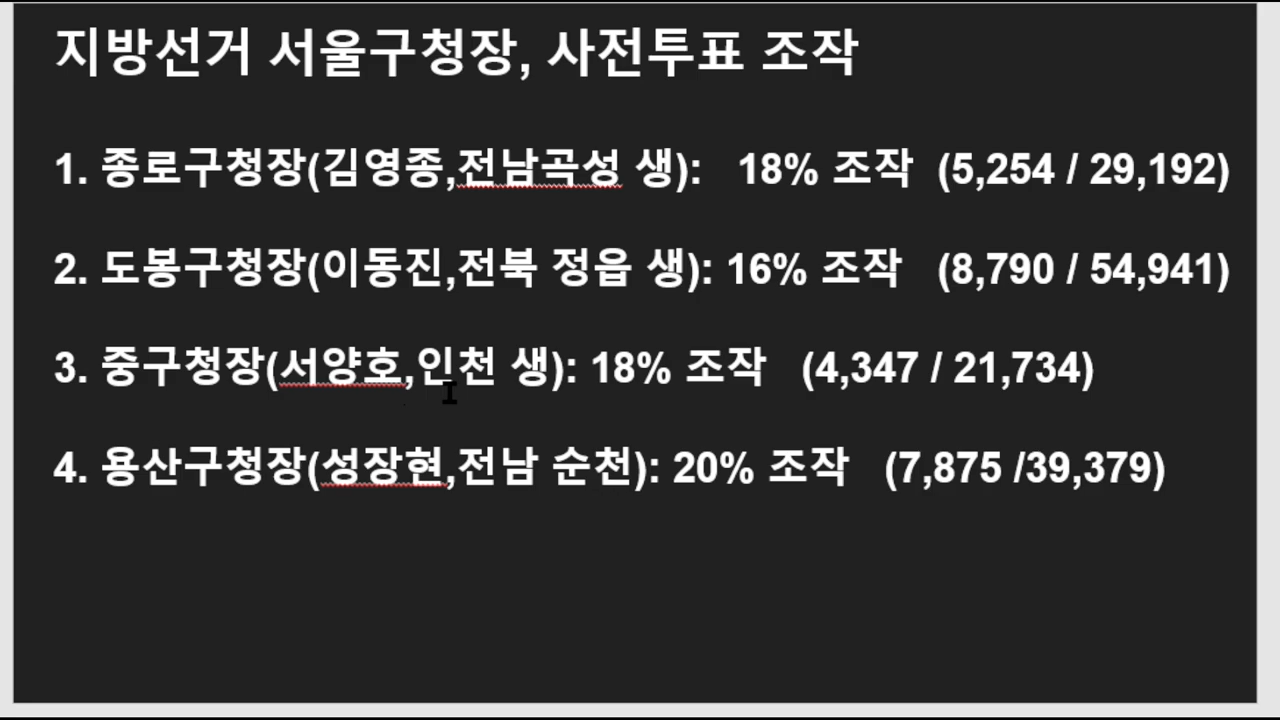 지방선거 서울구청장, 사전투표 조작
1. 종로구청장(김영종,전남곡성 생): 18% 조작 (5,254 / 29,192)
2. 도봉구청장(이동진,전북 정읍 생): 16% 조작 (8,790 / 54,941)
3. 중구청장(서양호,인천 생): 18% 조작 (4,347 / 21,734)
4. 용산구청장(성장현,전남 순천): 20% 조작 (7,875 /39,379)